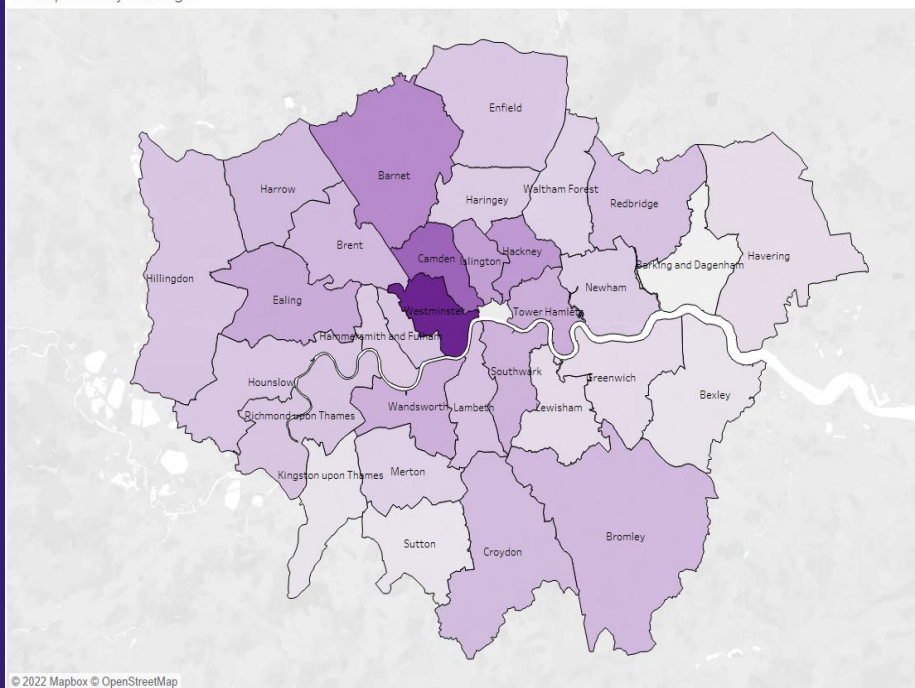 Enfield
Barnet
Harrow
Haringey
Waltham Forest
Redbridge
Brent
Camden
Islington
Hackney
Havering
Barking and Dagenham
Hillingdon
Ealing
Newham
Westminster
Tower Hamlets
Hammersmith and Fulham
Southwark
Hounslow
Greenwich
Bexley
Wandsworth
Lambeth
Lewisham
Richmond upon Thames
Kingston upon Thames
Merton
Bromley
Sutton
Croydon
© 2022 Mapbox © OpenStreetMap